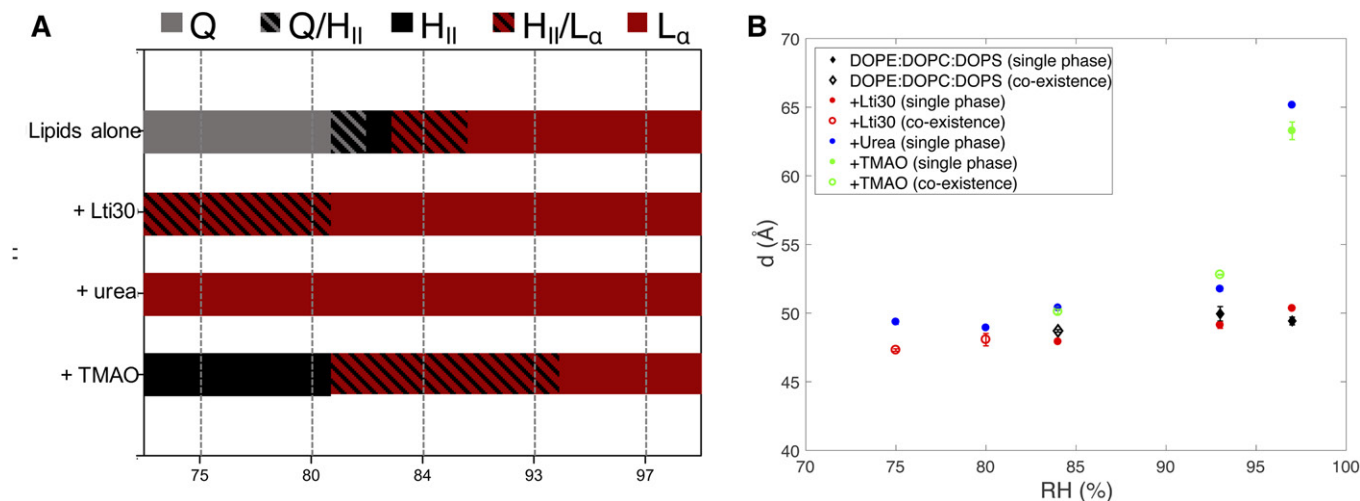 A
Q Q/HII HII HII/Lα Lα
Lipids alone
+ Lti30
+ urea
+ TMAO
75 80 84 93 97
B
DOPE:DOPC:DOPS (single phase)
DOPE:DOPC:DOPS (co-existence)
+Lti30 (single phase)
+Lti30 (co-existence)
+Urea (single phase)
+TMAO (single phase)
+TMAO (co-existence)
70
65
60
55
50
45
40
d (Å)
70 75 80 85 90 95 100
RH (%)